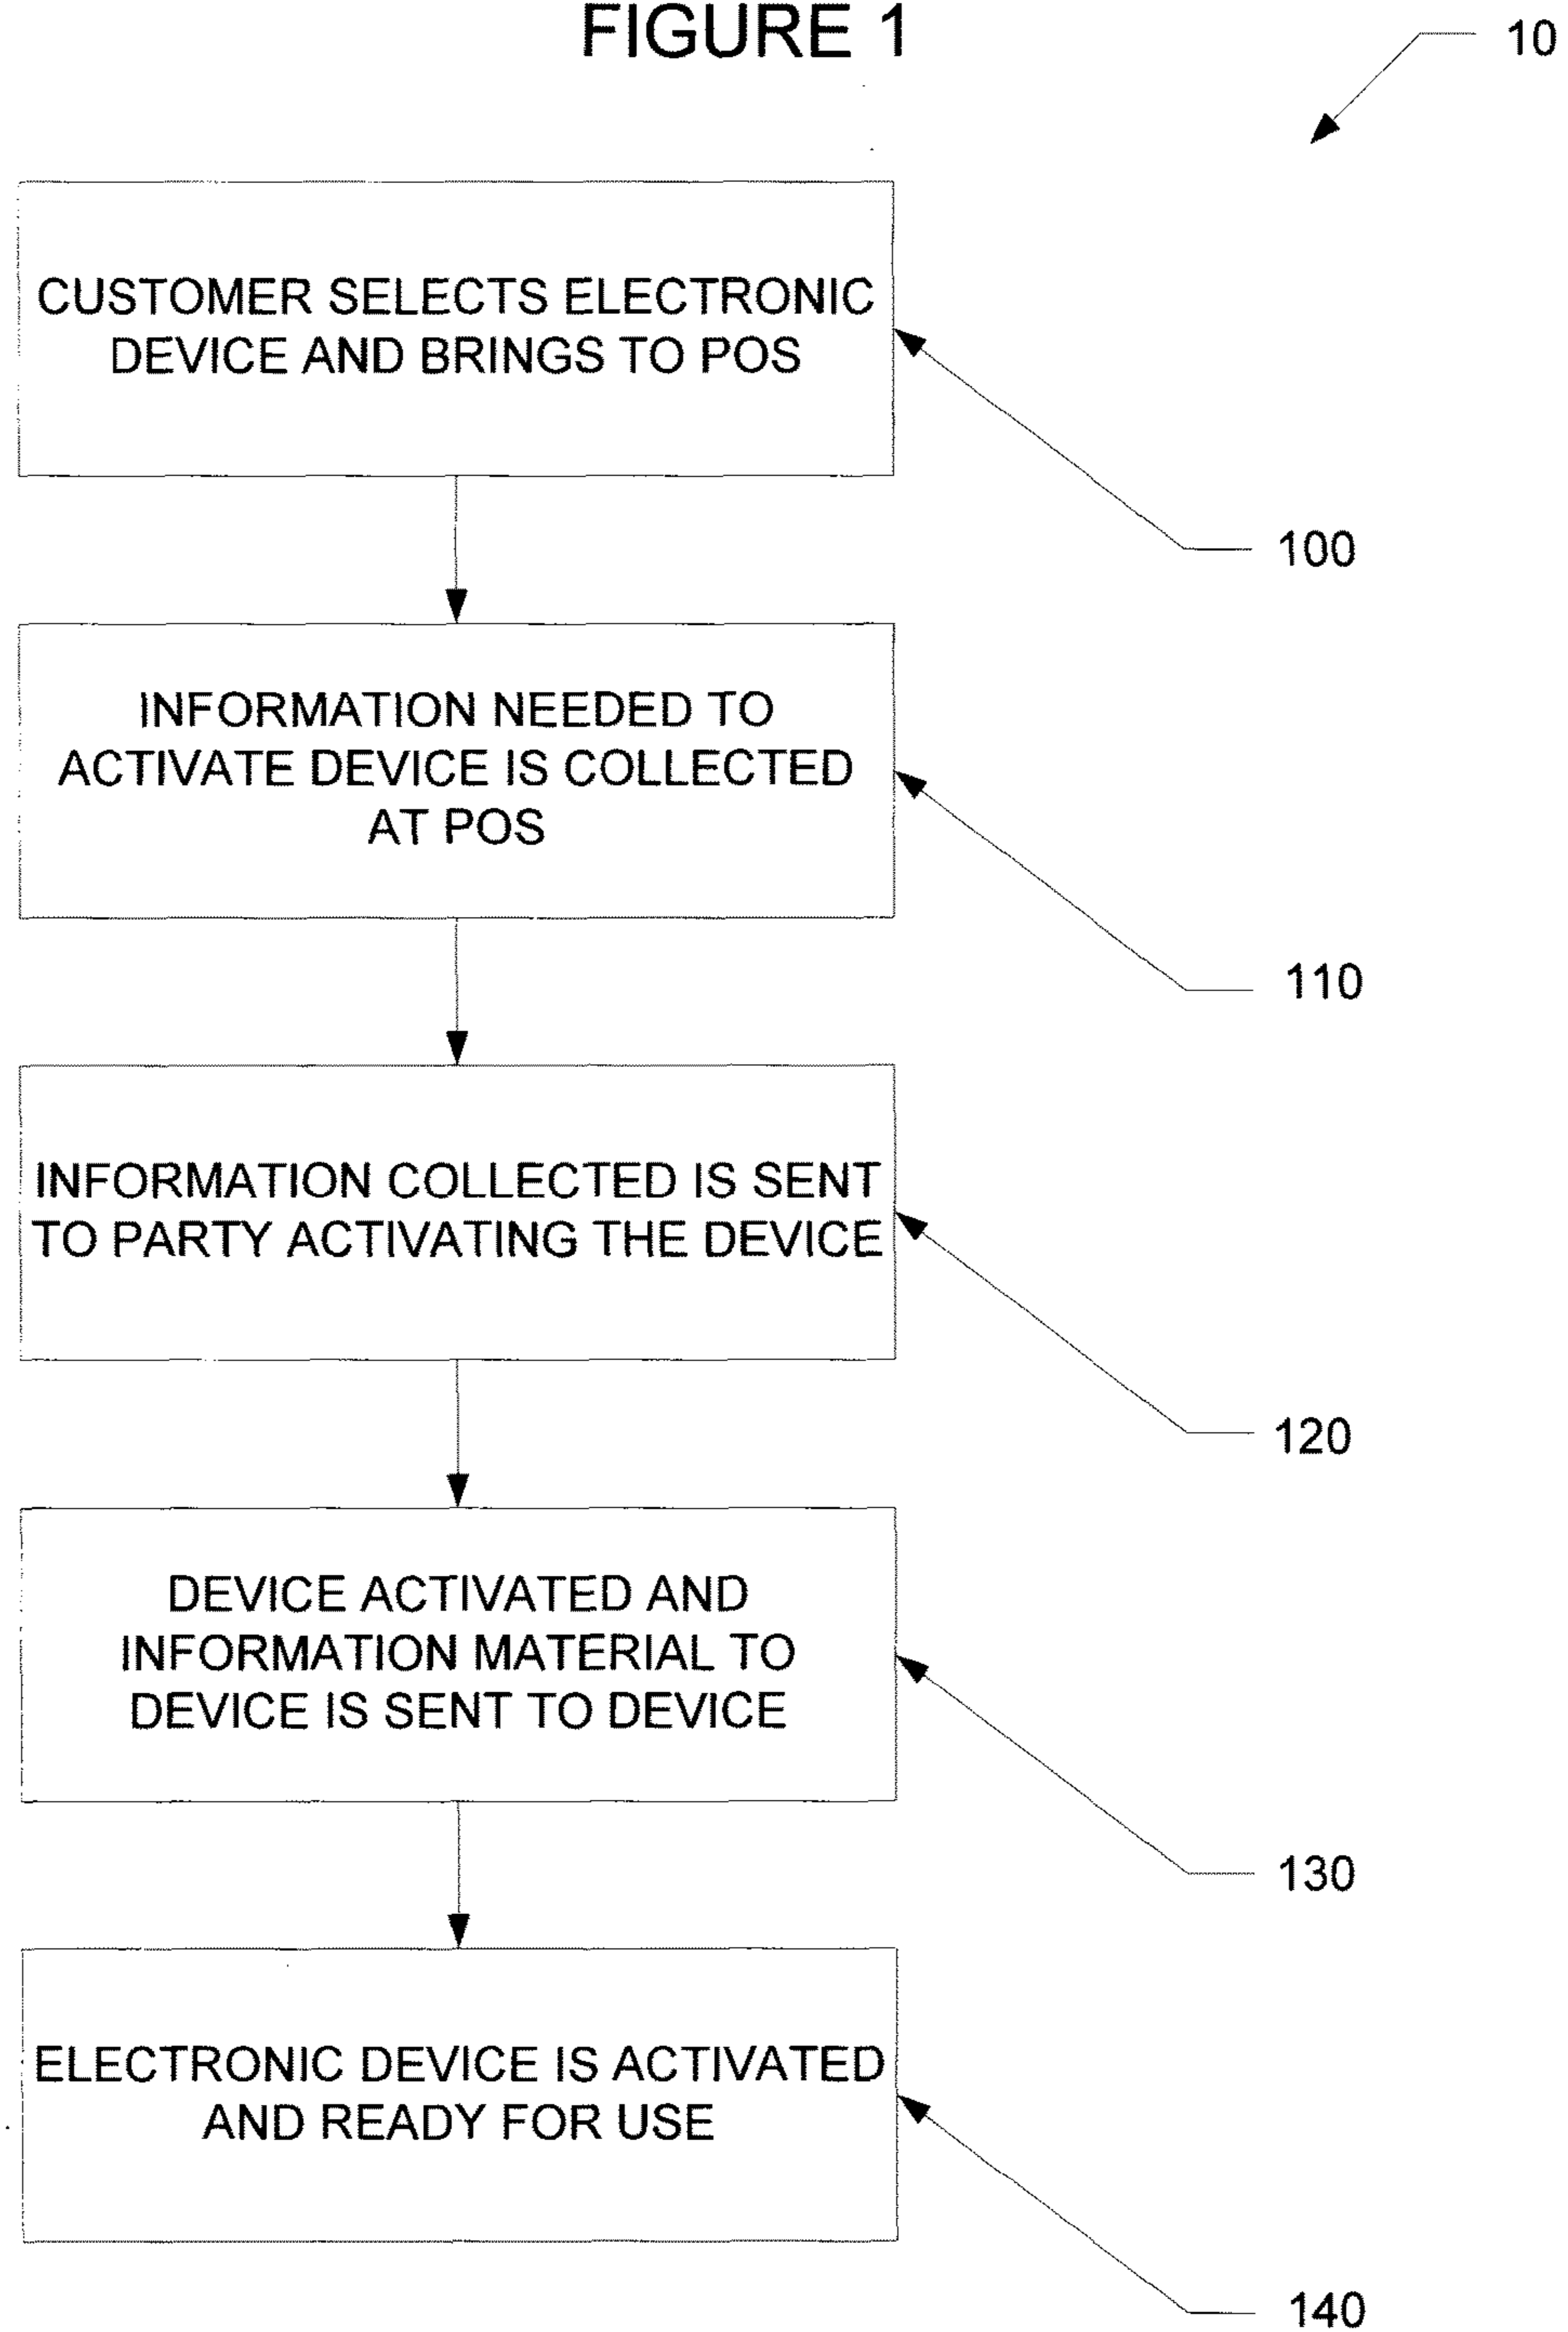 FIGURE 1
10
CUSTOMER SELECTS ELECTRONIC
DEVICE AND BRINGS TO POS
100
INFORMATION NEEDED TO
ACTIVATE DEVICE IS COLLECTED
AT POS
110
INFORMATION COLLECTED IS SENT
TO PARTY ACTIVATING THE DEVICE
120
DEVICE ACTIVATED AND
INFORMATION MATERIAL TO
DEVICE IS SENT TO DEVICE
130
ELECTRONIC DEVICE IS ACTIVATED
AND READY FOR USE
140